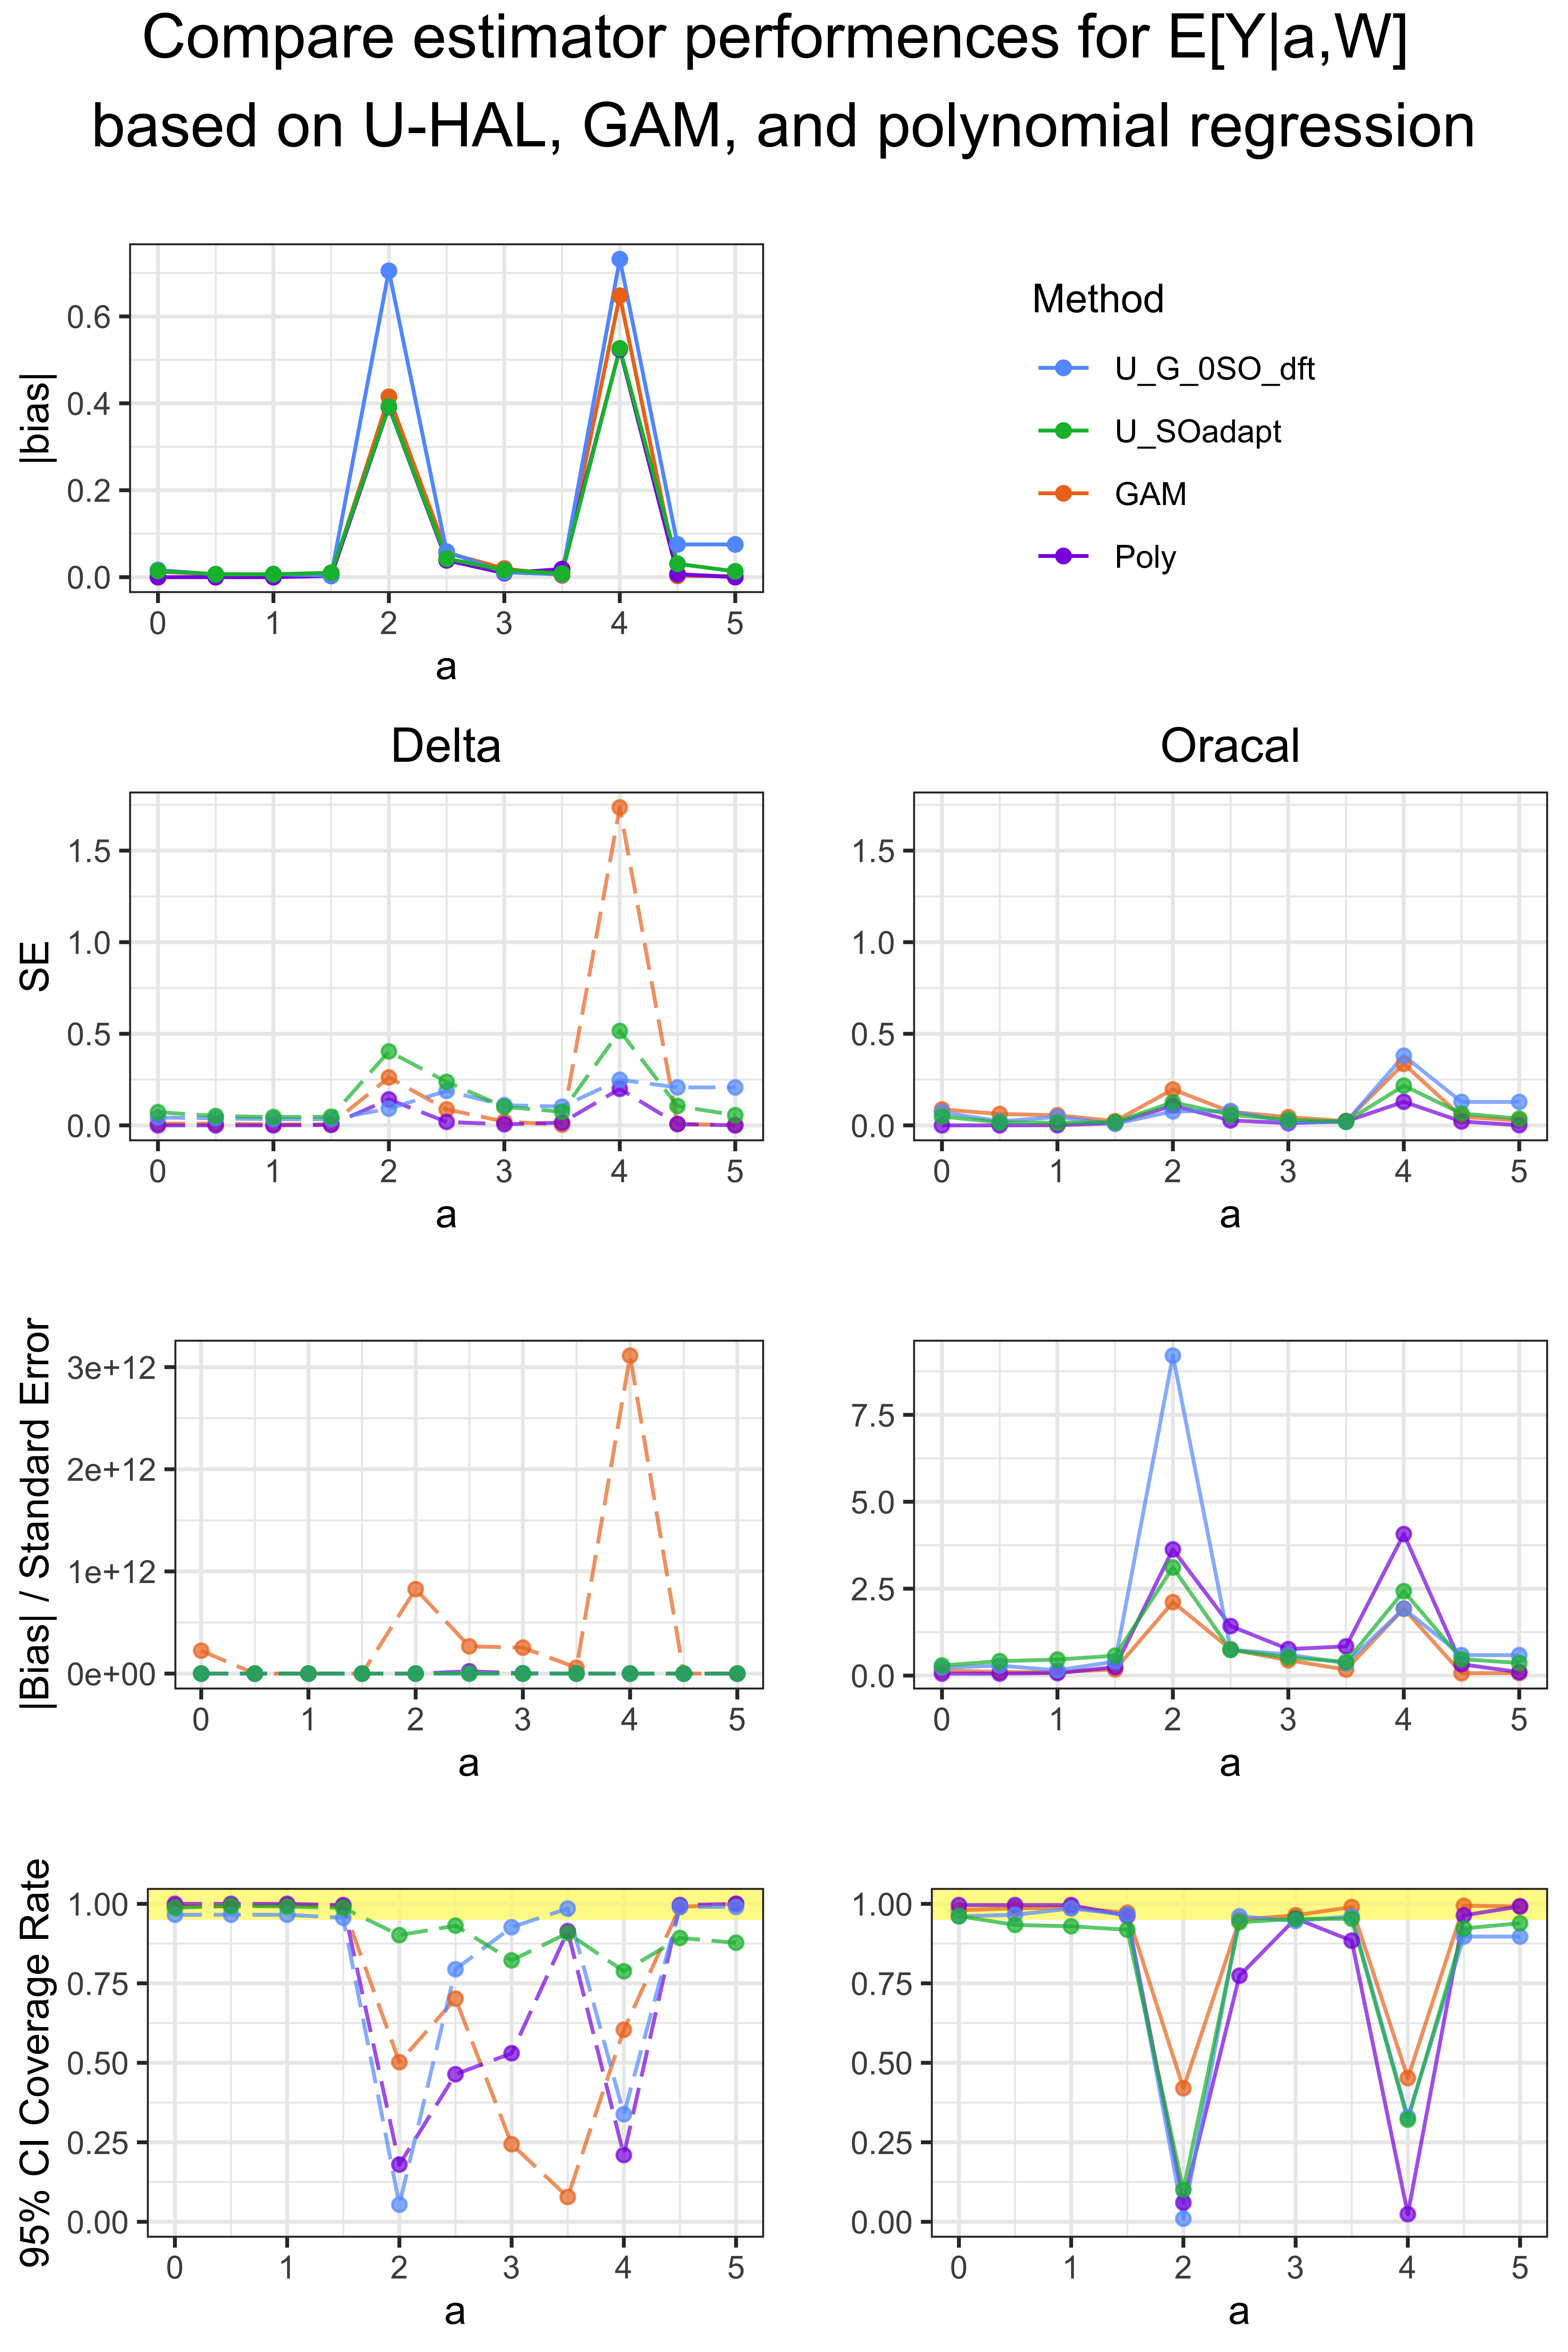 Compare estimator performences for E[Y|a,W]
based on U-HAL, GAM, and polynomial regression
|bias|
0.6
0.4
0.2
0.0
0 1 2 3 4 5
a
Method
U_G_0SO_dft
U_SOadapt
GAM
Poly
Delta
SE
1.5
1.0
0.5
0.0
0 1 2 3 4 5
a
Oracal
1.5
1.0
0.5
0.0
0 1 2 3 4 5
a
|Bias| / Standard Error
3e+12
2e+12
1e+12
0e+00
0 1 2 3 4 5
a
7.5
5.0
2.5
0.0
0 1 2 3 4 5
a
95% CI Coverage Rate
1.00
0.75
0.50
0.25
0.00
0 1 2 3 4 5
a
1.00
0.75
0.50
0.25
0.00
0 1 2 3 4 5
a